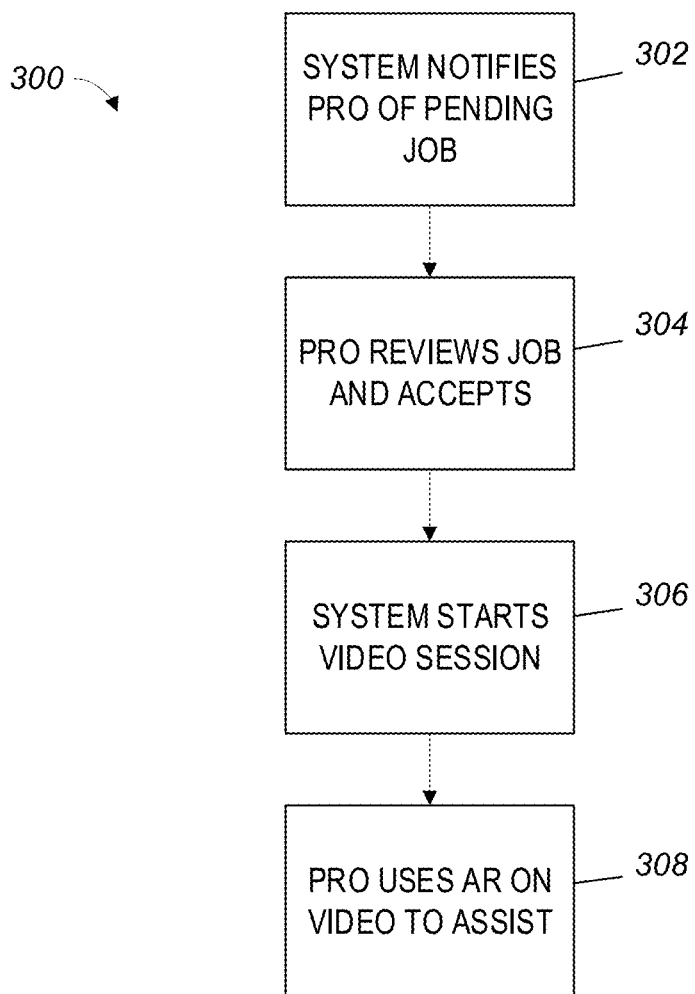 300
SYSTEM NOTIFIES
PRO OF PENDING
JOB
302
PRO REVIEWS JOB
AND ACCEPTS
304
SYSTEM STARTS
VIDEO SESSION
306
PRO USES AR ON
VIDEO TO ASSIST
308